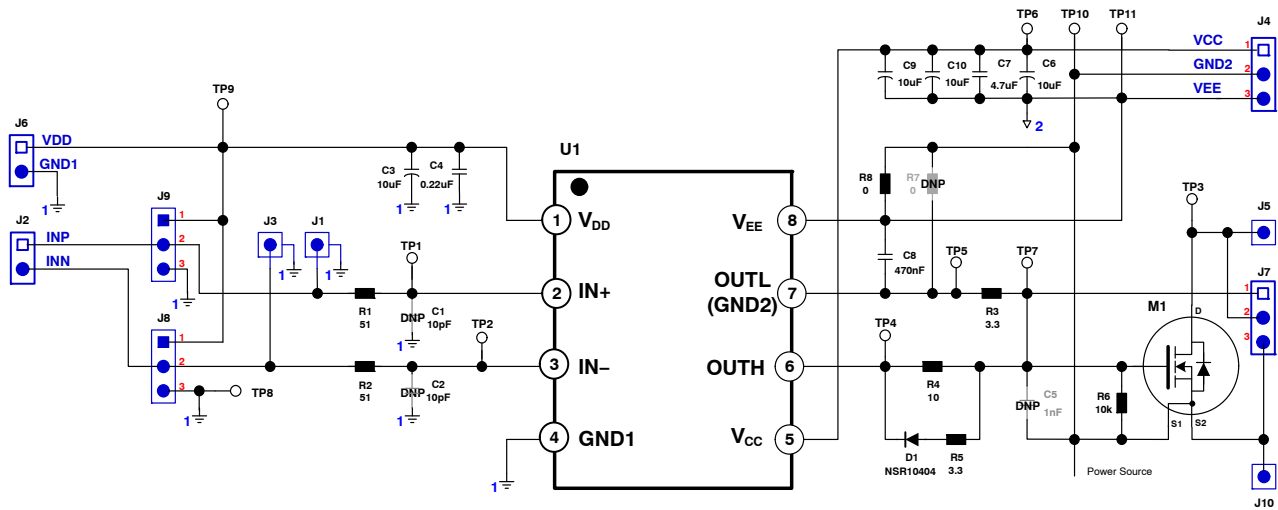 TP6 TP10 TP11 J4
VCC 1
GND2 2
VEE 3
C9 10uF
C10 10uF
C7 4.7uF
C6 10uF
2
TP9
J6
VDD
GND1
1
J2
INP
INN
J9
1
2
3
1
J3
1
J1
1
C3 10uF
1
C4 0.22uF
1
TP1
R1
51
DNP
C1
10pF
1
TP2
J8
1
2
3
1
TP8
R2
51
DNP
C2
10pF
1
1
U1
1 VDD
2 IN+
3 IN–
4 GND1
VEE 8
OUTL
(GND2) 7
OUTH 6
VCC 5
R8
0
R7
0
DNP
C8
470nF
TP5
TP7
R3
3.3
TP4
R4
10
D1
NSR10404
R5
3.3
DNP
C5
1nF
R6
10k
TP3
J5
J7
1
2
3
M1
D
S1
S2
Power Source
J10